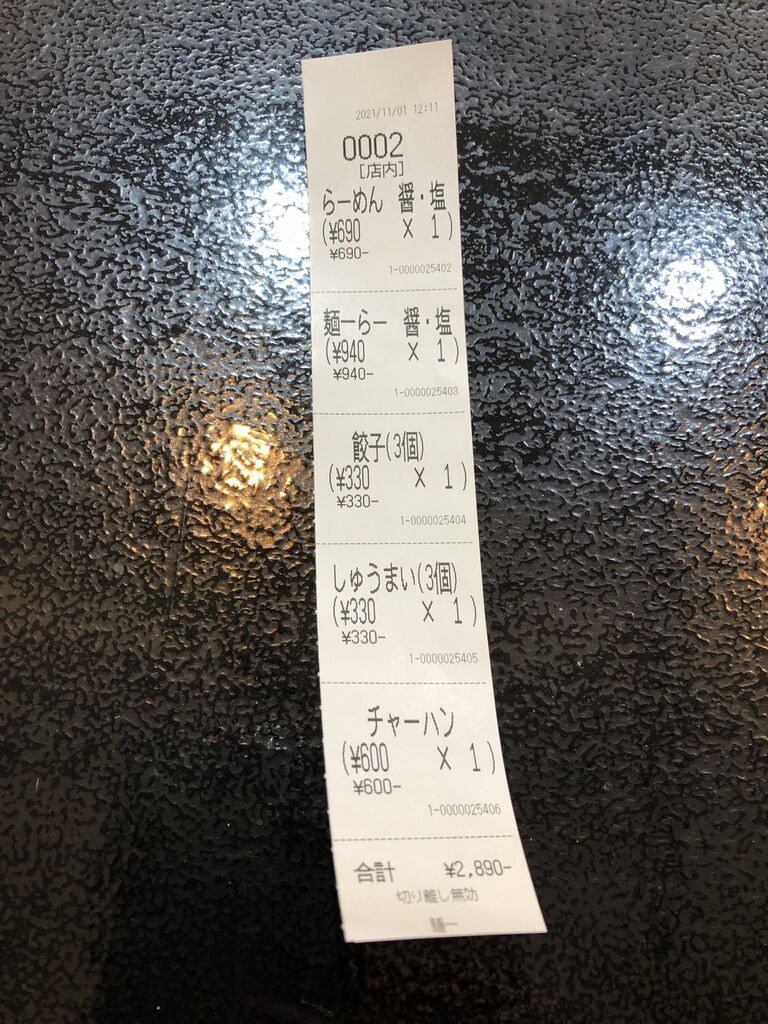 2021/11/01 12:11
0002
[店内]
らーめん 醤・塩
(¥690 × 1)
¥690-
1-0000025402
麺一らー 醤・塩
(¥940 × 1)
¥940-
1-0000025403
餃子(3個)
(¥330 × 1)
¥330-
1-0000025404
しゅうまい(3個)
(¥330 × 1)
¥330-
1-0000025405
チャーハン
(¥600 × 1)
¥600-
1-0000025406
合計 ¥2,890-
切り離し無効
麺一